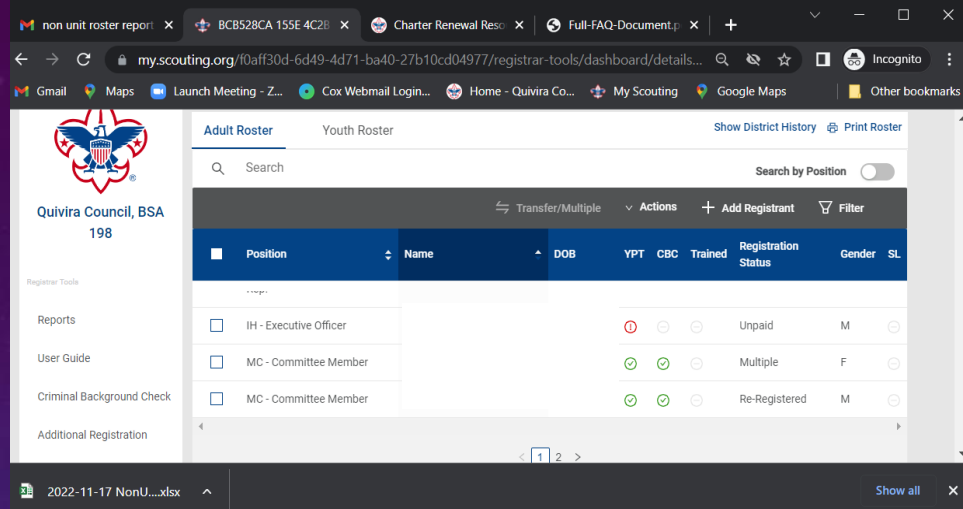 non unit roster report
BCB528CA 155E 4C2B
Charter Renewal Reso
Full-FAQ-Document.p
my.scouting.org/f0aff30d-6d49-4d71-ba40-27b10cd04977/registrar-tools/dashboard/details...
Incognito
Gmail
Maps
Launch Meeting - Z...
Cox Webmail Login...
Home - Quivira Co...
My Scouting
Google Maps
Other bookmarks
Quivira Council, BSA
198
Registrar Tools
Reports
User Guide
Criminal Background Check
Additional Registration
Adult Roster
Youth Roster
Show District History
Print Roster
Search
Search by Position
Transfer/Multiple
Actions
Add Registrant
Filter
Position Name DOB YPT CBC Trained Registration Status Gender SL
IH - Executive Officer Unpaid M
MC - Committee Member Multiple F
MC - Committee Member Re-Registered M
< 1 2 >
2022-11-17 NonU....xlsx
Show all